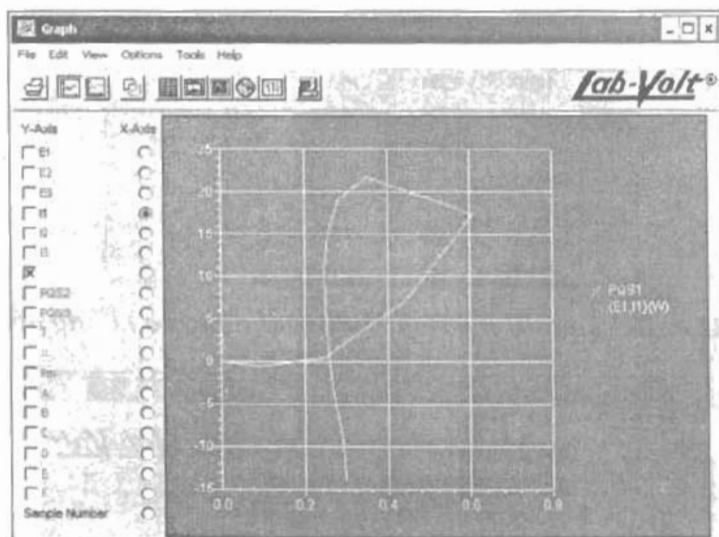 Graph
File Edit View Options Tools Help
Lab-Volt®
Y-Axis X-Axis
E1
E2
E3
I1
I2
I3
PQS2
PQS3
T
A
B
C
D
E
F
Sample Number
25
20
15
10
5
0
-5
-10
-15
0.0 0.2 0.4 0.6 0.8
PQS1
(E1,I1)(W)